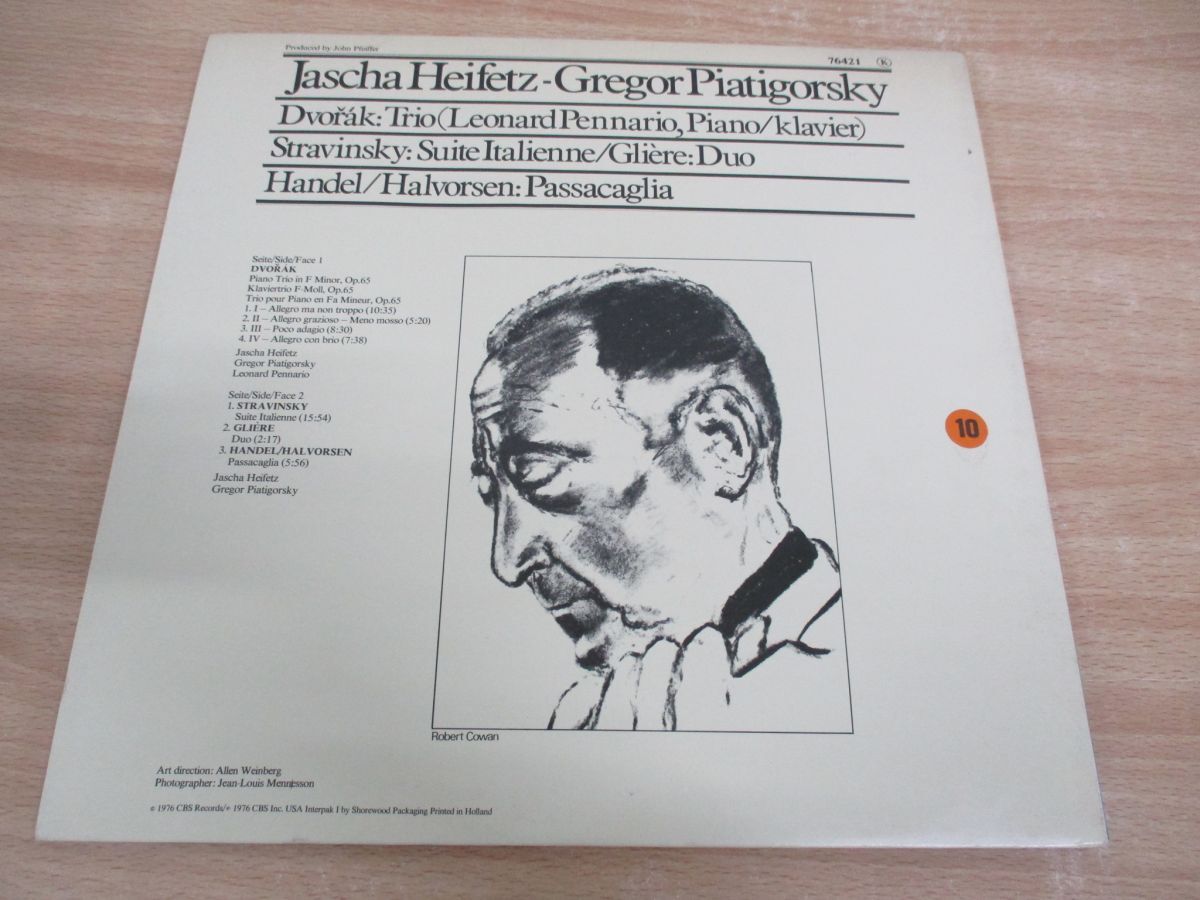 Produced by John Pfeiffer
76421 Ⓚ
Jascha Heifetz - Gregor Piatigorsky
Dvořák: Trio (Leonard Pennario, Piano/klavier)
Stravinsky: Suite Italienne/Glière: Duo
Handel/Halvorsen: Passacaglia
Seite/Side/Face 1
DVOŘÁK
Piano Trio in F Minor, Op.65
Klaviertrio F-Moll, Op.65
Trio pour Piano en Fa Mineur, Op.65
1. I – Allegro ma non troppo (10:35)
2. II – Allegro grazioso – Meno mosso (5:20)
3. III – Poco adagio (8:30)
4. IV – Allegro con brio (7:38)
Jascha Heifetz
Gregor Piatigorsky
Leonard Pennario
Seite/Side/Face 2
1. STRAVINSKY
Suite Italienne (15:54)
2. GLIÈRE
Duo (2:17)
3. HANDEL/HALVORSEN
Passacaglia (5:56)
Jascha Heifetz
Gregor Piatigorsky
10
Robert Cowan
Art direction: Allen Weinberg
Photographer: Jean-Louis Mennesson
© 1976 CBS Records/℗ 1976 CBS Inc. USA Interpak I by Shorewood Packaging Printed in Holland